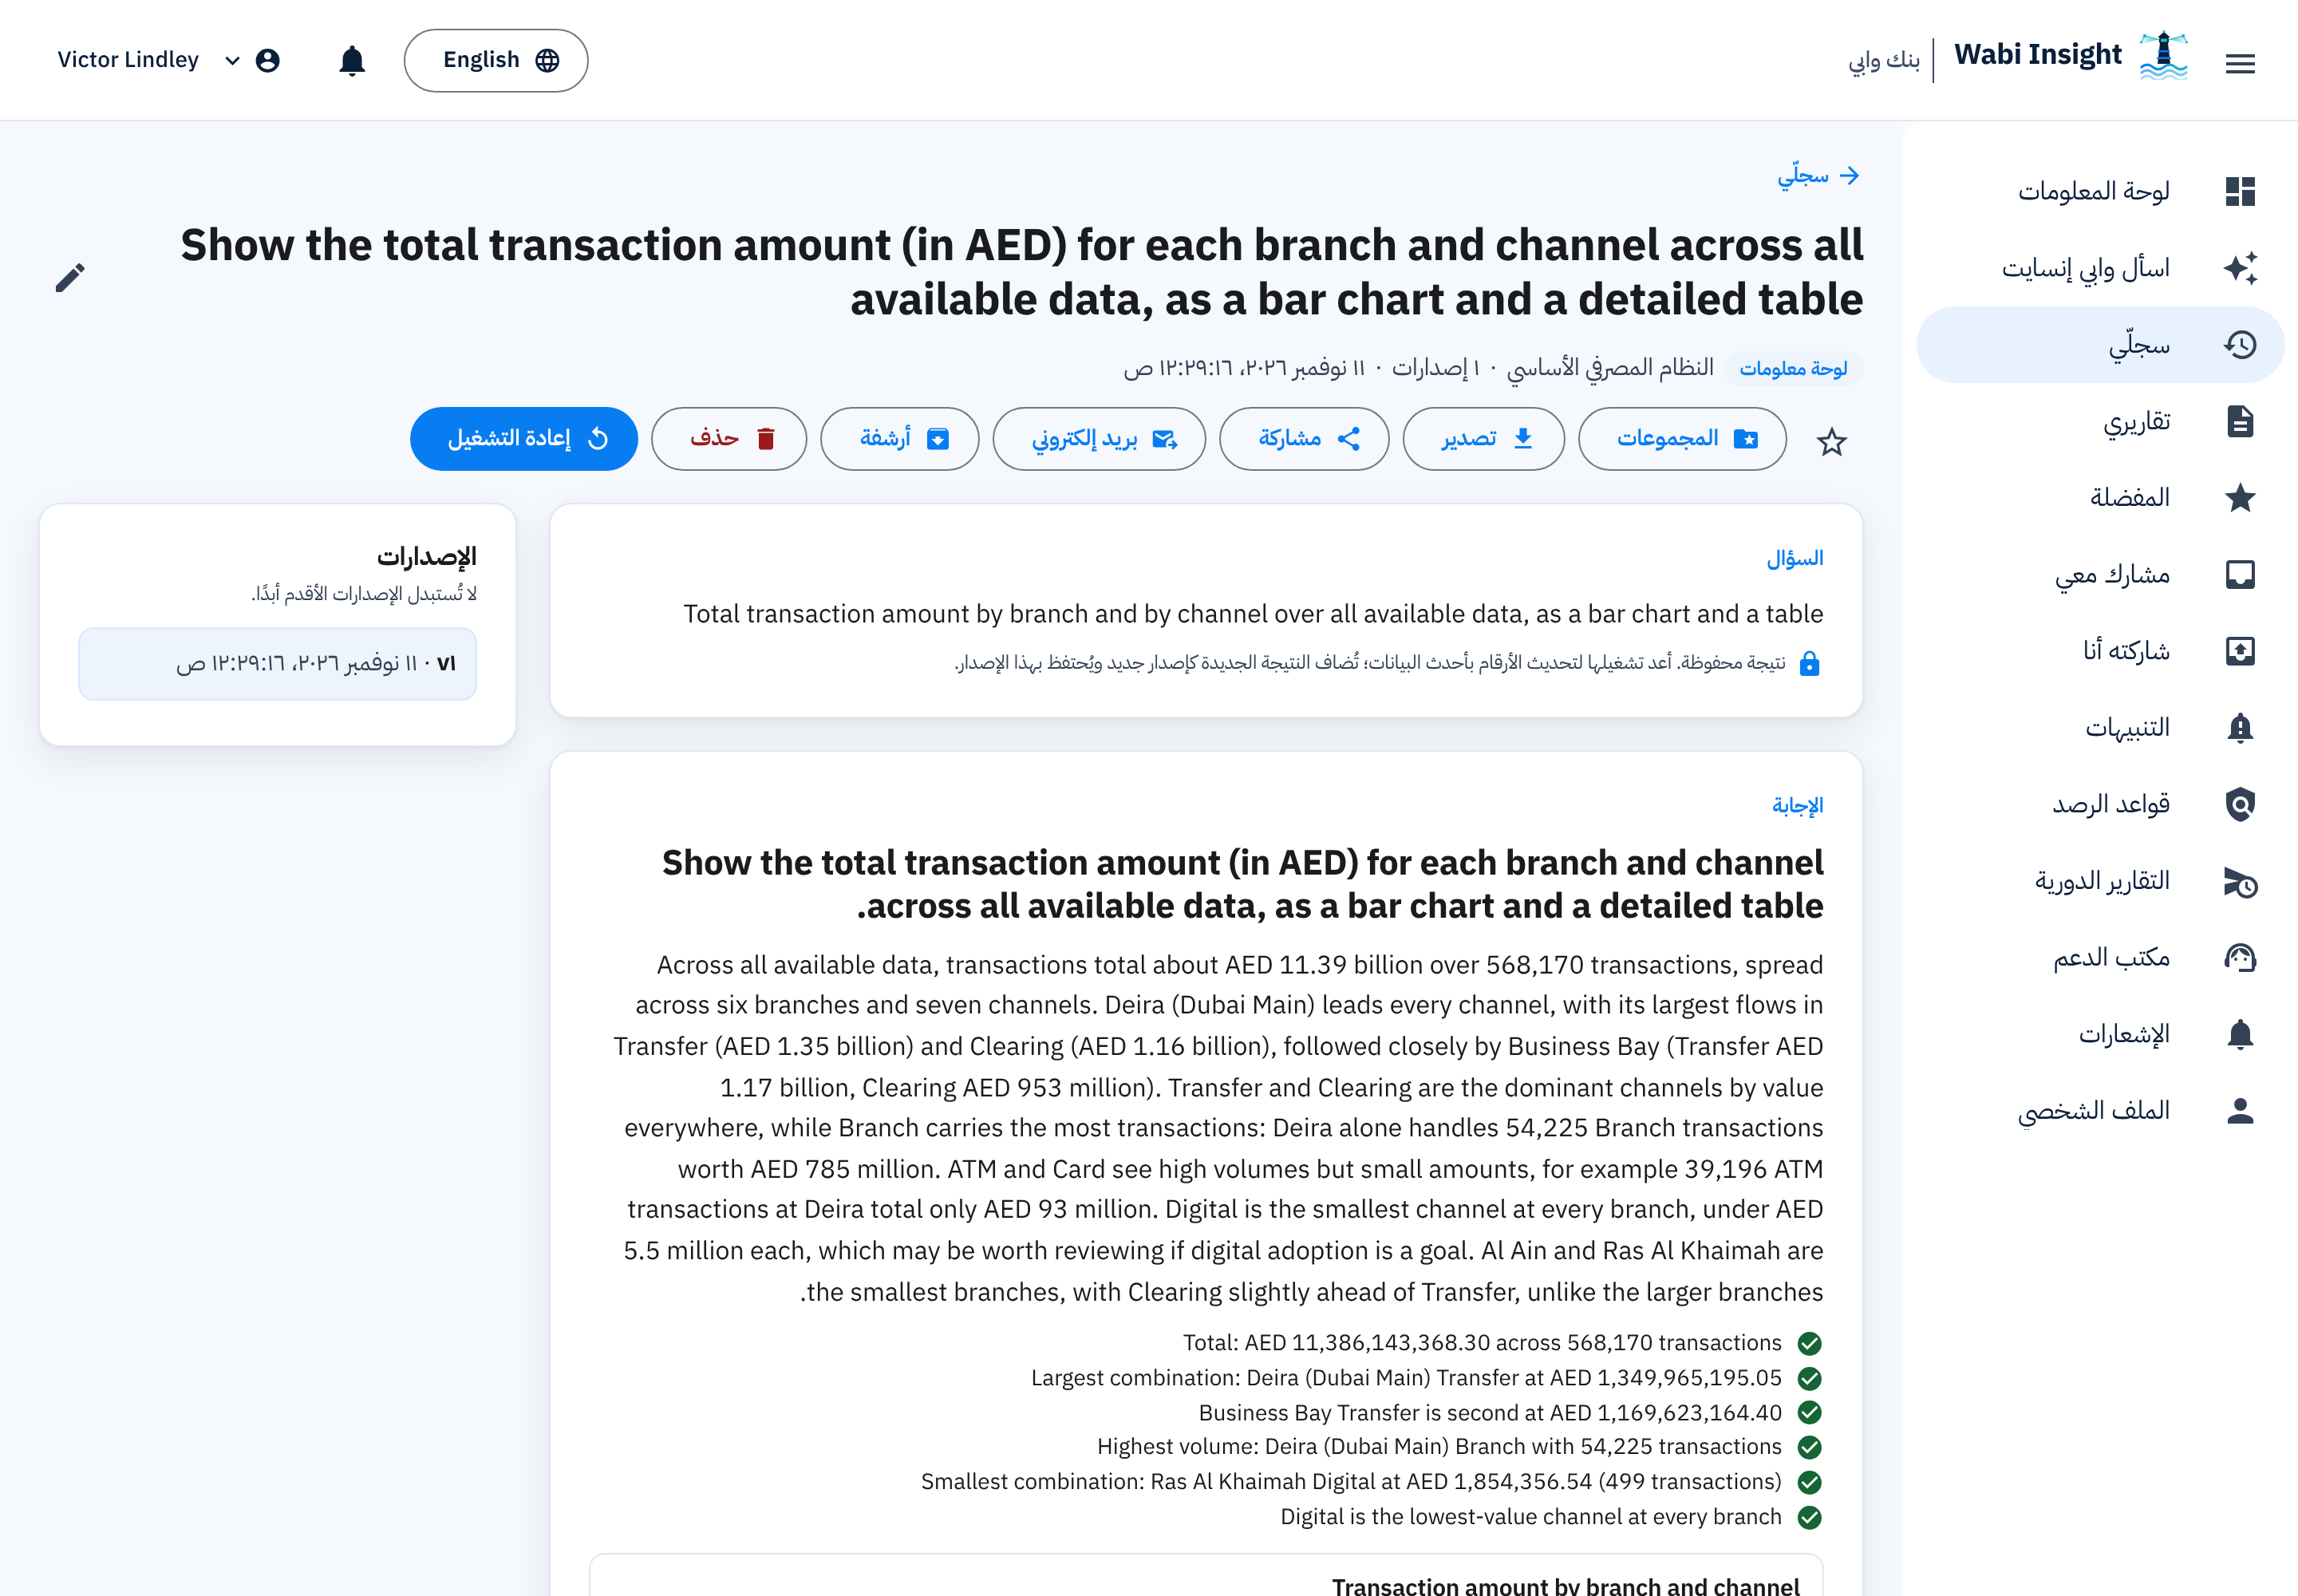 Wabi Insight
بنك وابي
English
Victor Lindley
لوحة المعلومات
اسأل وابي إنسايت
سجلّي
تقاريري
المفضلة
مشارك معي
شاركته أنا
التنبيهات
قواعد الرصد
التقارير الدورية
مكتب الدعم
الإشعارات
الملف الشخصي
سجلّي
Show the total transaction amount (in AED) for each branch and channel across all
available data, as a bar chart and a detailed table
لوحة معلومات النظام المصرفي الأساسي · ١ إصدارات · ١١ نوفمبر ٢٠٢٦، ١٢:٢٩:١٦ ص
المجموعات
تصدير
مشاركة
بريد إلكتروني
أرشفة
حذف
إعادة التشغيل
السؤال
Total transaction amount by branch and by channel over all available data, as a bar chart and a table
نتيجة محفوظة. أعد تشغيلها لتحديث الأرقام بأحدث البيانات؛ تُضاف النتيجة الجديدة كإصدار جديد ويُحتفظ بهذا الإصدار.
الإصدارات
لا تُستبدل الإصدارات الأقدم أبدًا.
v١ · ١١ نوفمبر ٢٠٢٦، ١٢:٢٩:١٦ ص
الإجابة
Show the total transaction amount (in AED) for each branch and channel
across all available data, as a bar chart and a detailed table.
Across all available data, transactions total about AED 11.39 billion over 568,170 transactions, spread
across six branches and seven channels. Deira (Dubai Main) leads every channel, with its largest flows in
Transfer (AED 1.35 billion) and Clearing (AED 1.16 billion), followed closely by Business Bay (Transfer AED
1.17 billion, Clearing AED 953 million). Transfer and Clearing are the dominant channels by value
everywhere, while Branch carries the most transactions: Deira alone handles 54,225 Branch transactions
worth AED 785 million. ATM and Card see high volumes but small amounts, for example 39,196 ATM
transactions at Deira total only AED 93 million. Digital is the smallest channel at every branch, under AED
5.5 million each, which may be worth reviewing if digital adoption is a goal. Al Ain and Ras Al Khaimah are
the smallest branches, with Clearing slightly ahead of Transfer, unlike the larger branches.
Total: AED 11,386,143,368.30 across 568,170 transactions
Largest combination: Deira (Dubai Main) Transfer at AED 1,349,965,195.05
Business Bay Transfer is second at AED 1,169,623,164.40
Highest volume: Deira (Dubai Main) Branch with 54,225 transactions
Smallest combination: Ras Al Khaimah Digital at AED 1,854,356.54 (499 transactions)
Digital is the lowest-value channel at every branch
Transaction amount by branch and channel